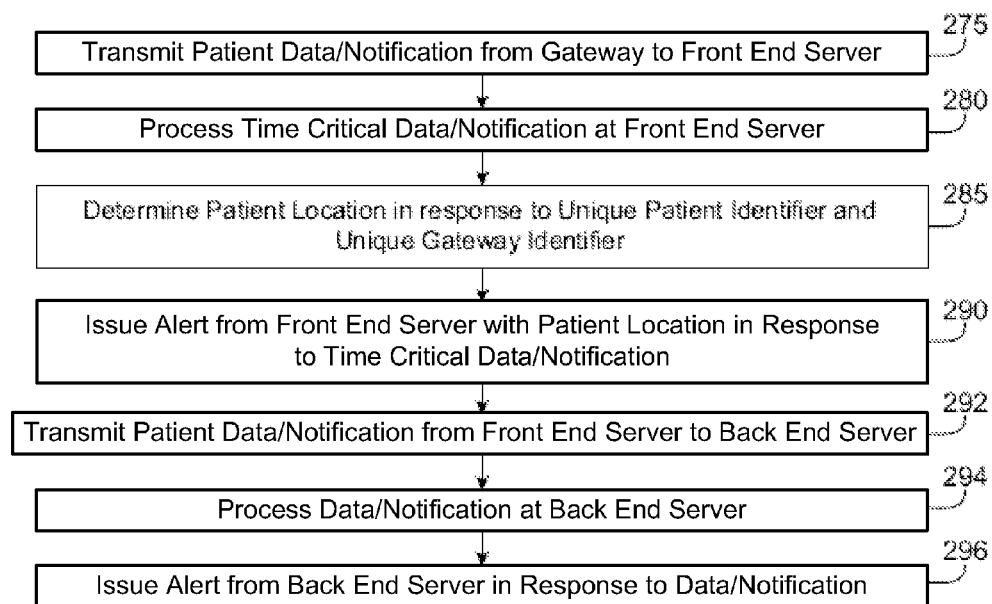 275
Transmit Patient Data/Notification from Gateway to Front End Server
280
Process Time Critical Data/Notification at Front End Server
285
Determine Patient Location in response to Unique Patient Identifier and
Unique Gateway Identifier
290
Issue Alert from Front End Server with Patient Location in Response
to Time Critical Data/Notification
292
Transmit Patient Data/Notification from Front End Server to Back End Server
294
Process Data/Notification at Back End Server
296
Issue Alert from Back End Server in Response to Data/Notification